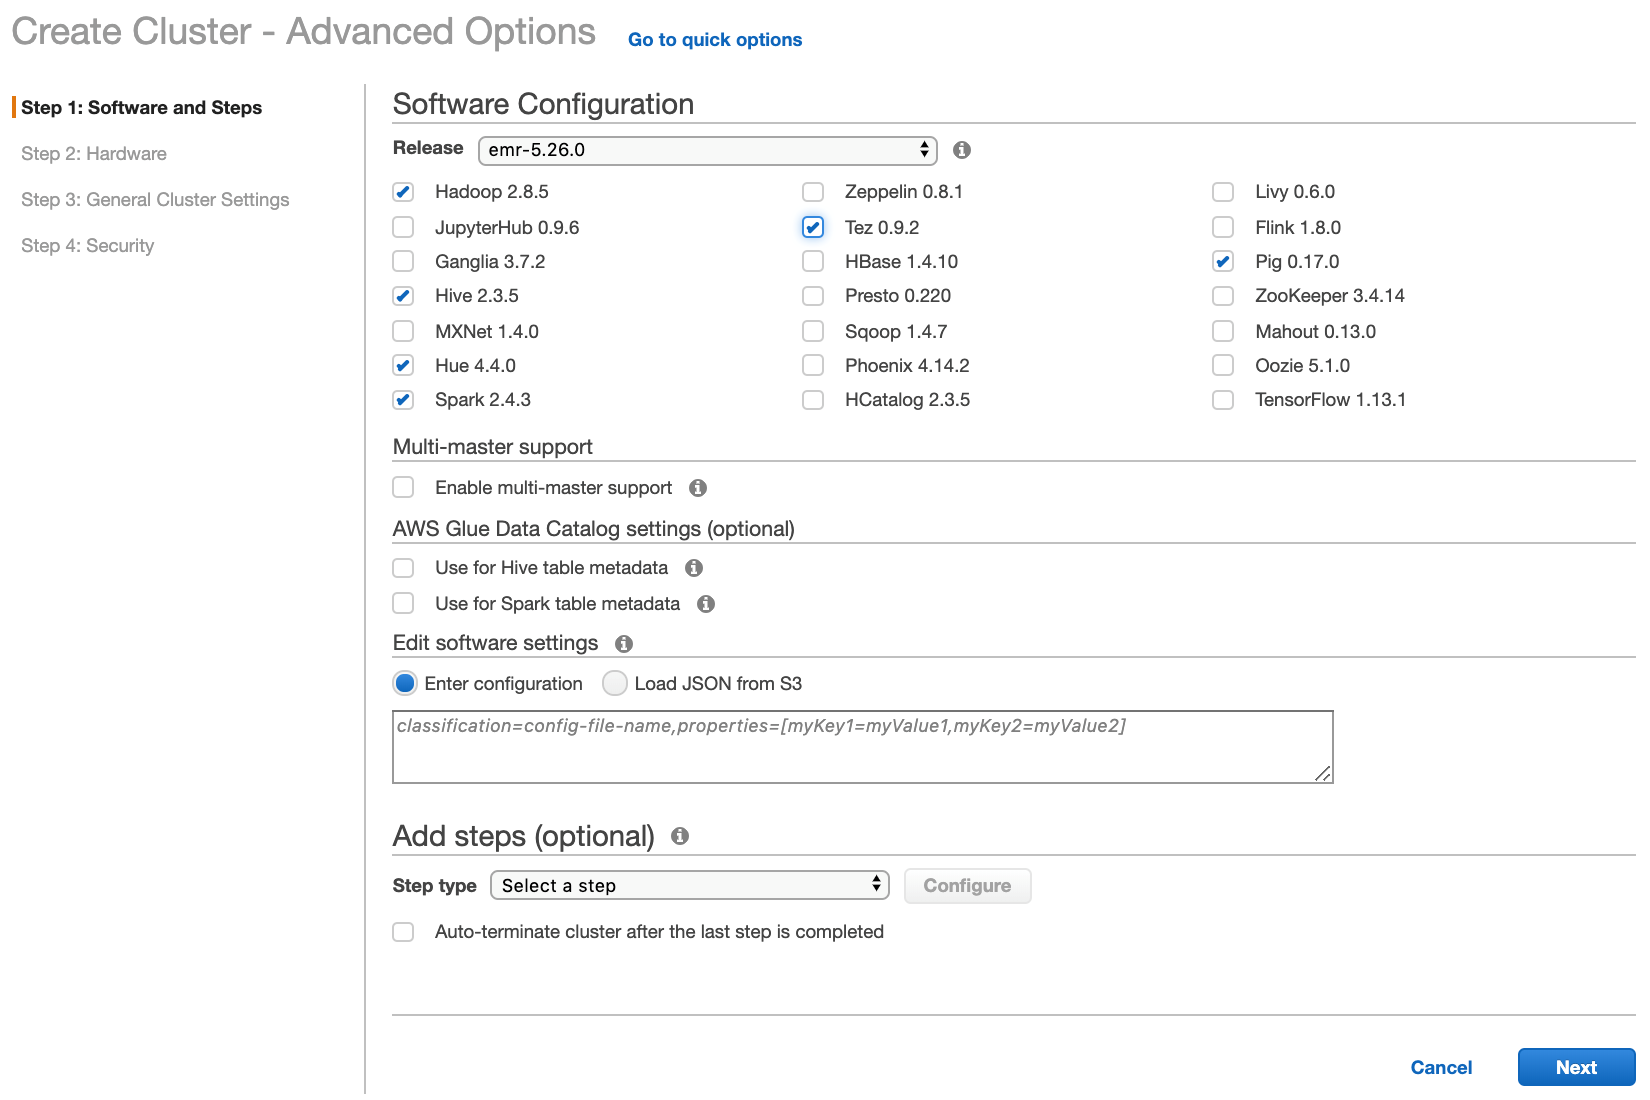 Create Cluster - Advanced Options Go to quick options
Step 1: Software and Steps
Step 2: Hardware
Step 3: General Cluster Settings
Step 4: Security
Software Configuration
Release emr-5.26.0
Hadoop 2.8.5 Zeppelin 0.8.1 Livy 0.6.0
JupyterHub 0.9.6 Tez 0.9.2 Flink 1.8.0
Ganglia 3.7.2 HBase 1.4.10 Pig 0.17.0
Hive 2.3.5 Presto 0.220 ZooKeeper 3.4.14
MXNet 1.4.0 Sqoop 1.4.7 Mahout 0.13.0
Hue 4.4.0 Phoenix 4.14.2 Oozie 5.1.0
Spark 2.4.3 HCatalog 2.3.5 TensorFlow 1.13.1
Multi-master support
Enable multi-master support
AWS Glue Data Catalog settings (optional)
Use for Hive table metadata
Use for Spark table metadata
Edit software settings
Enter configuration Load JSON from S3
classification=config-file-name,properties=[myKey1=myValue1,myKey2=myValue2]
Add steps (optional)
Step type Select a step Configure
Auto-terminate cluster after the last step is completed
Cancel Next